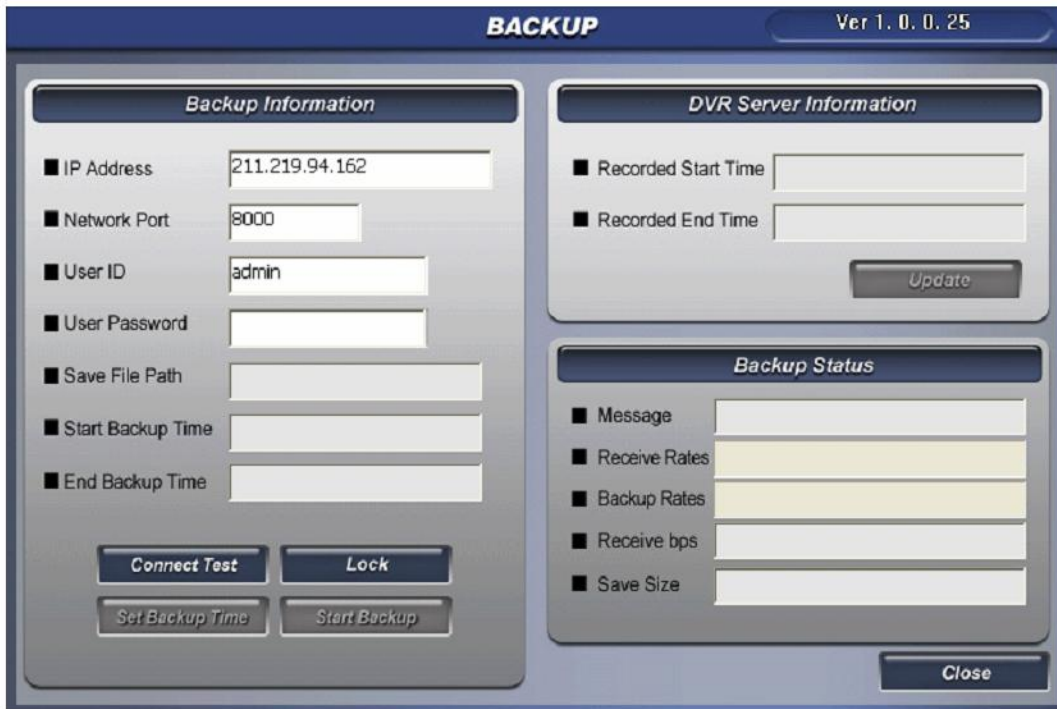 BACKUP
Ver 1. 0. 0. 25
Backup Information
IP Address 211.219.94.162
Network Port 8000
User ID admin
User Password
Save File Path
Start Backup Time
End Backup Time
Connect Test Lock
Set Backup Time Start Backup
DVR Server Information
Recorded Start Time
Recorded End Time
Update
Backup Status
Message
Receive Rates
Backup Rates
Receive bps
Save Size
Close